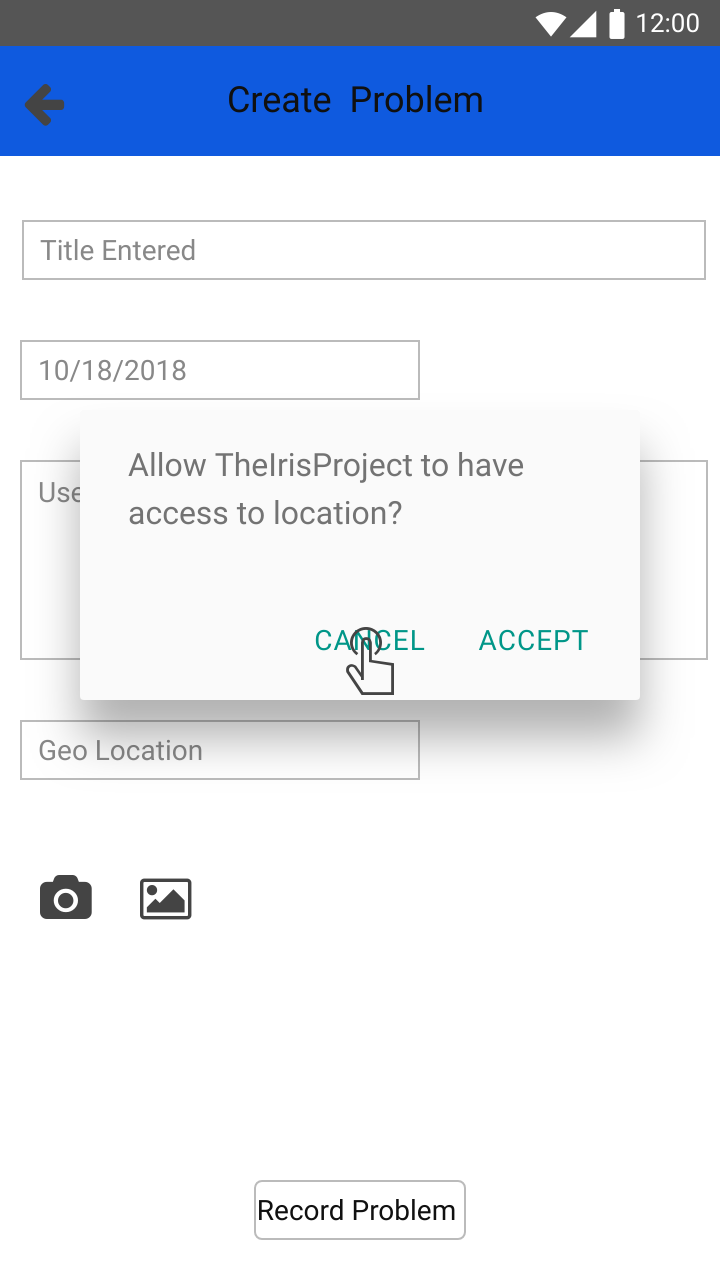 12:00
Create Problem
Title Entered
10/18/2018
Allow TheIrisProject to have
access to location?
CANCEL ACCEPT
Geo Location
Record Problem